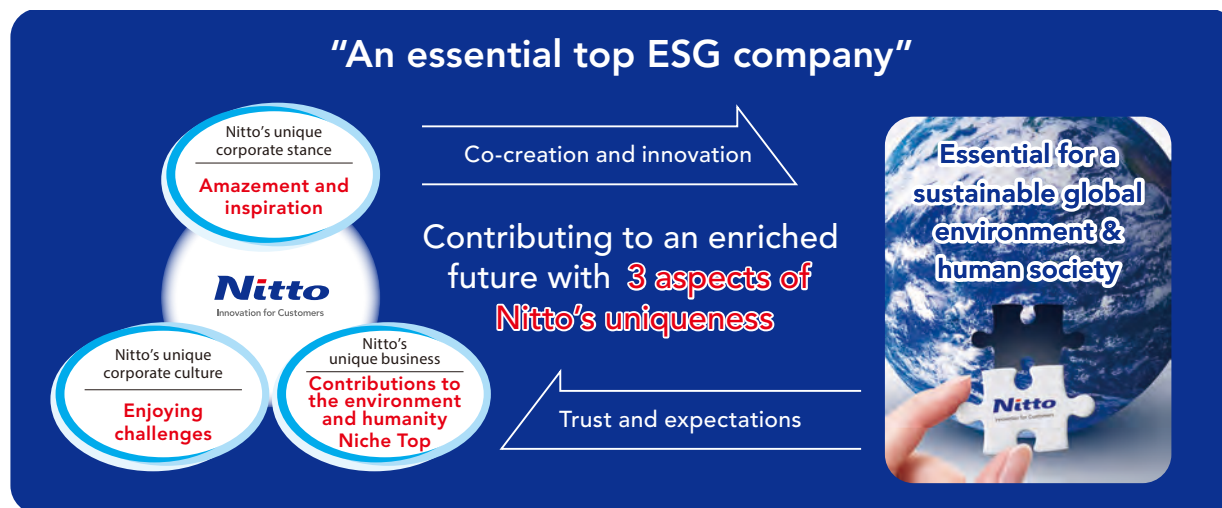 “An essential top ESG company”
Nitto’s unique
corporate stance
Amazement and
inspiration
Nitto
Innovation for Customers
Nitto’s unique
corporate culture
Enjoying
challenges
Nitto’s
unique business
Contributions to
the environment
and humanity
Niche Top
Co-creation and innovation
Contributing to an enriched
future with 3 aspects of
Nitto’s uniqueness
Trust and expectations
Essential for a
sustainable global
environment &
human society
Nitto
Innovation for Customers